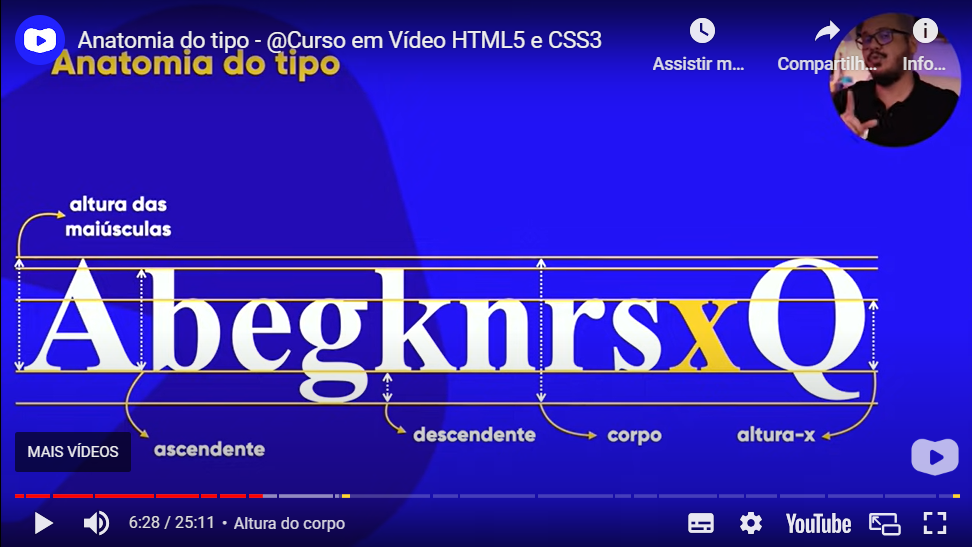 Anatomia do tipo - @Curso em Vídeo HTML5 e CSS3
Assistir m...
Compartilh...
Info...
Anatomia do tipo
altura das
maiúsculas
AbegknrsxQ
ascendente
descendente
corpo
altura-x
MAIS VÍDEOS
6:28 / 25:11 • Altura do corpo
YouTube